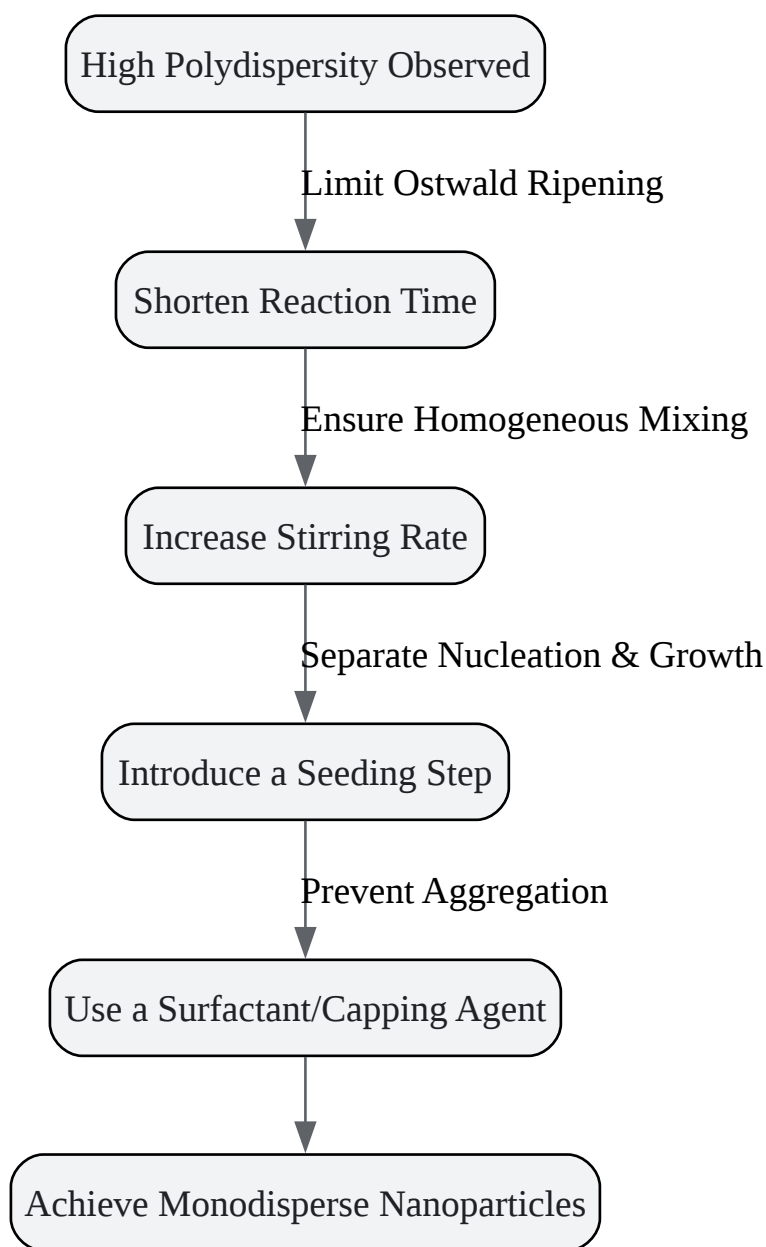 High Polydispersity Observed
Limit Ostwald Ripening
Shorten Reaction Time
Ensure Homogeneous Mixing
Increase Stirring Rate
Separate Nucleation & Growth
Introduce a Seeding Step
Prevent Aggregation
Use a Surfactant/Capping Agent
Achieve Monodisperse Nanoparticles